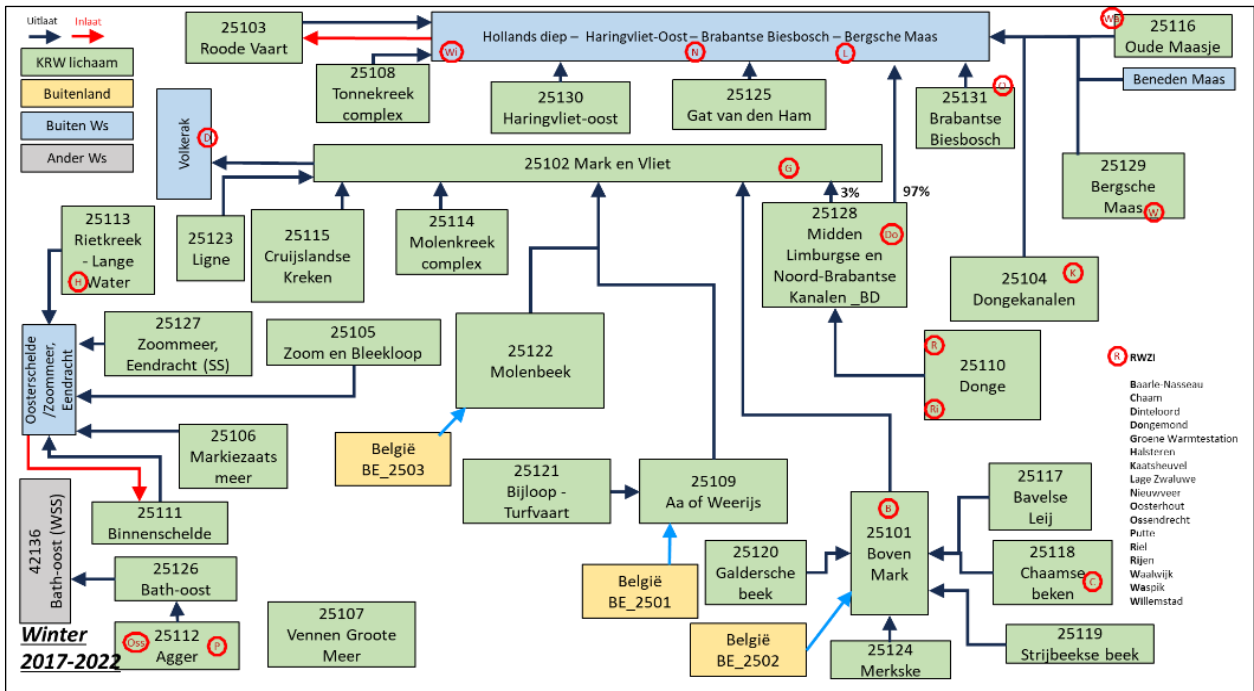 Uitlaat
Inlaat
KRW lichaam
Buitenland
Buiten Ws
Ander Ws
25103
Roode Vaart
Hollands diep – Haringvliet-Oost – Brabantse Biesbosch – Bergsche Maas
Wi
N
L
Wa
25116
Oude Maasje
Beneden Maas
25108
Tonnekreek
complex
25130
Haringvliet-oost
25125
Gat van den Ham
O
25131
Brabantse
Biesbosch
25129
Bergsche
Maas
W
Volkerak
D
25102 Mark en Vliet
G
3%
97%
25113
Rietkreek
- Lange
Water
H
25123
Ligne
25115
Cruijslandse
Kreken
25114
Molenkreek
complex
25128
Midden
Limburgse en
Noord-Brabantse
Kanalen _BD
Do
K
25104
Dongekanalen
Oosterschelde
/Zoommeer,
Eendracht
25127
Zoommeer,
Eendracht (SS)
25105
Zoom en Bleekloop
25122
Molenbeek
R
25110
Donge
Ri
25106
Markiezaats
meer
België
BE_2503
25121
Bijloop -
Turfvaart
25109
Aa of Weerijs
B
25101
Boven
Mark
25117
Bavelse
Leij
25111
Binnenschelde
42136
Bath-oost (WSS)
25126
Bath-oost
25120
Galdersche
beek
25118
Chaamse
beken
C
België
BE_2501
België
BE_2502
25119
Strijbeekse beek
25124
Merkske
25107
Vennen Groote
Meer
Oss
25112
Agger
P
Winter
2017-2022
R
RWZI
Baarle-Nasseau
Chaam
Dinteloord
Dongemond
Groene Warmtestation
Halsteren
Kaatsheuvel
Lage Zwaluwe
Nieuwveer
Oosterhout
Ossendrecht
Putte
Riel
Rijen
Waalwijk
Waspik
Willemstad